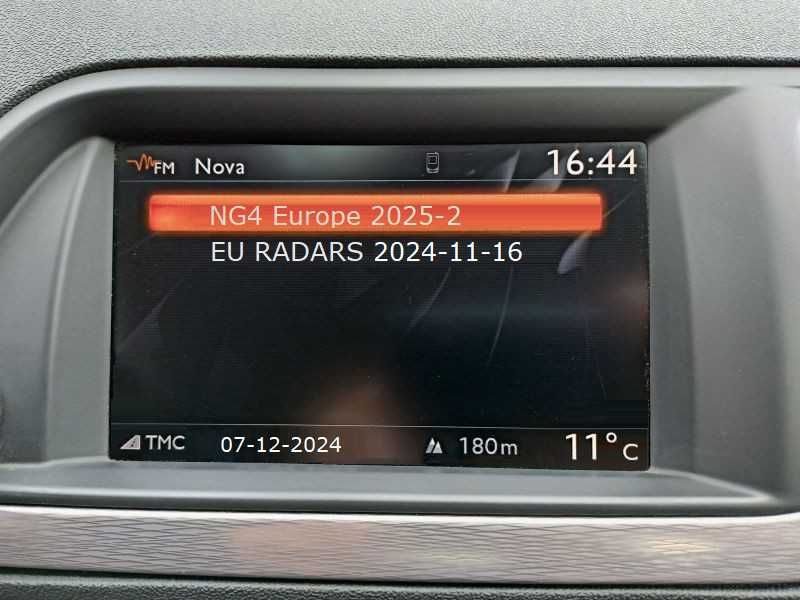 FM Nova 16:44
NG4 Europe 2025-2
EU RADARS 2024-11-16
TMC 07-12-2024 180m 11°C